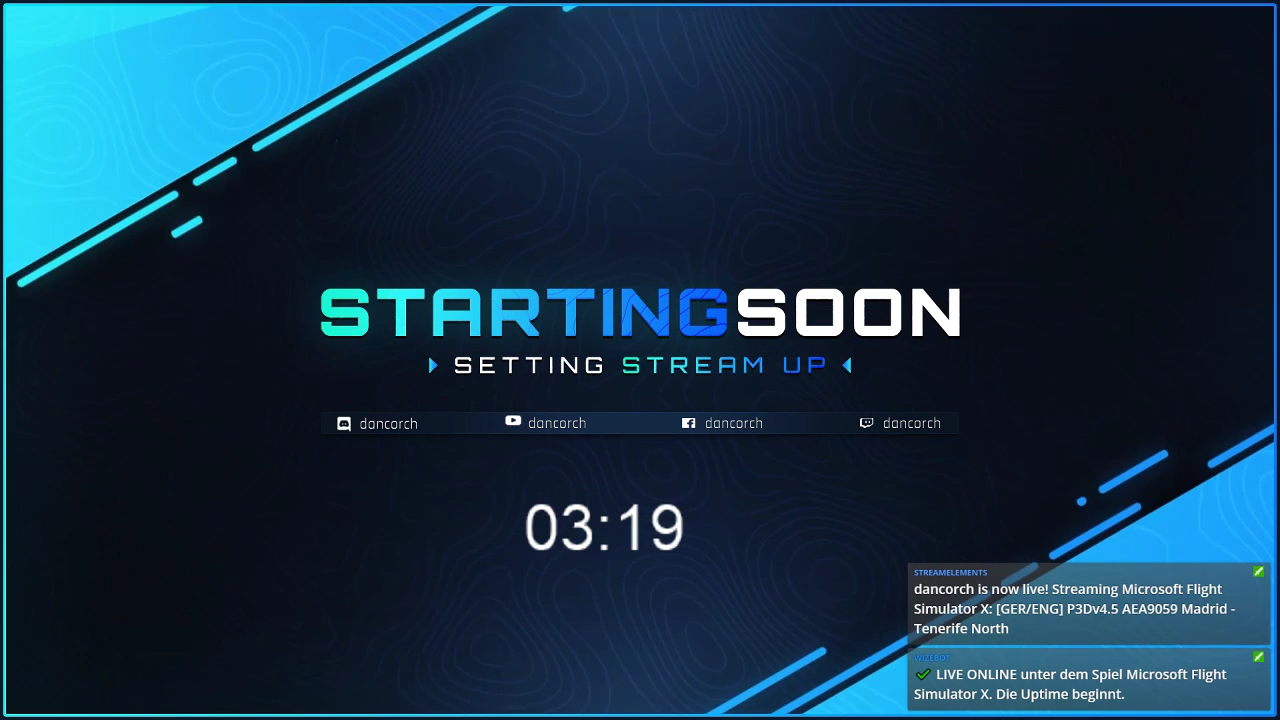 STARTINGSOON
SETTING STREAM UP
dancorch dancorch dancorch dancorch
03:19
STREAMELEMENTS
dancorch is now live! Streaming Microsoft Flight
Simulator X: [GER/ENG] P3Dv4.5 AEA9059 Madrid -
Tenerife North
WIZEBOT
LIVE ONLINE unter dem Spiel Microsoft Flight
Simulator X. Die Uptime beginnt.